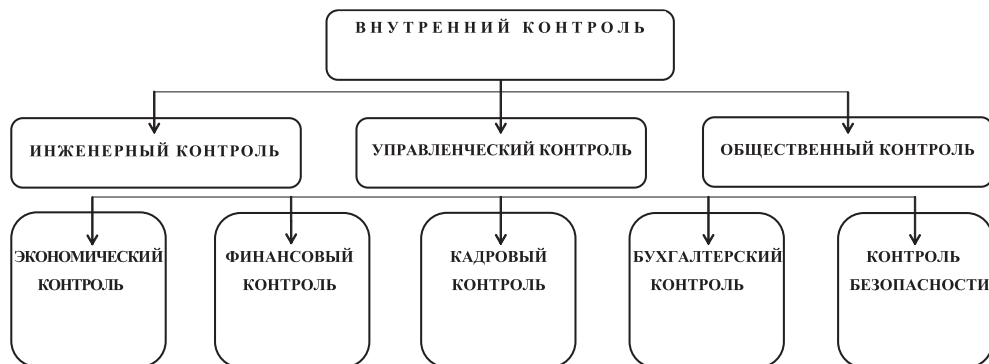 ВНУТРЕННИЙ КОНТРОЛЬ
ИНЖЕНЕРНЫЙ КОНТРОЛЬ
УПРАВЛЕНЧЕСКИЙ КОНТРОЛЬ
ОБЩЕСТВЕННЫЙ КОНТРОЛЬ
ЭКОНОМИЧЕСКИЙ
КОНТРОЛЬ
ФИНАНСОВЫЙ
КОНТРОЛЬ
КАДРОВЫЙ
КОНТРОЛЬ
БУХГАЛТЕРСКИЙ
КОНТРОЛЬ
КОНТРОЛЬ
БЕЗОПАСНОСТИ